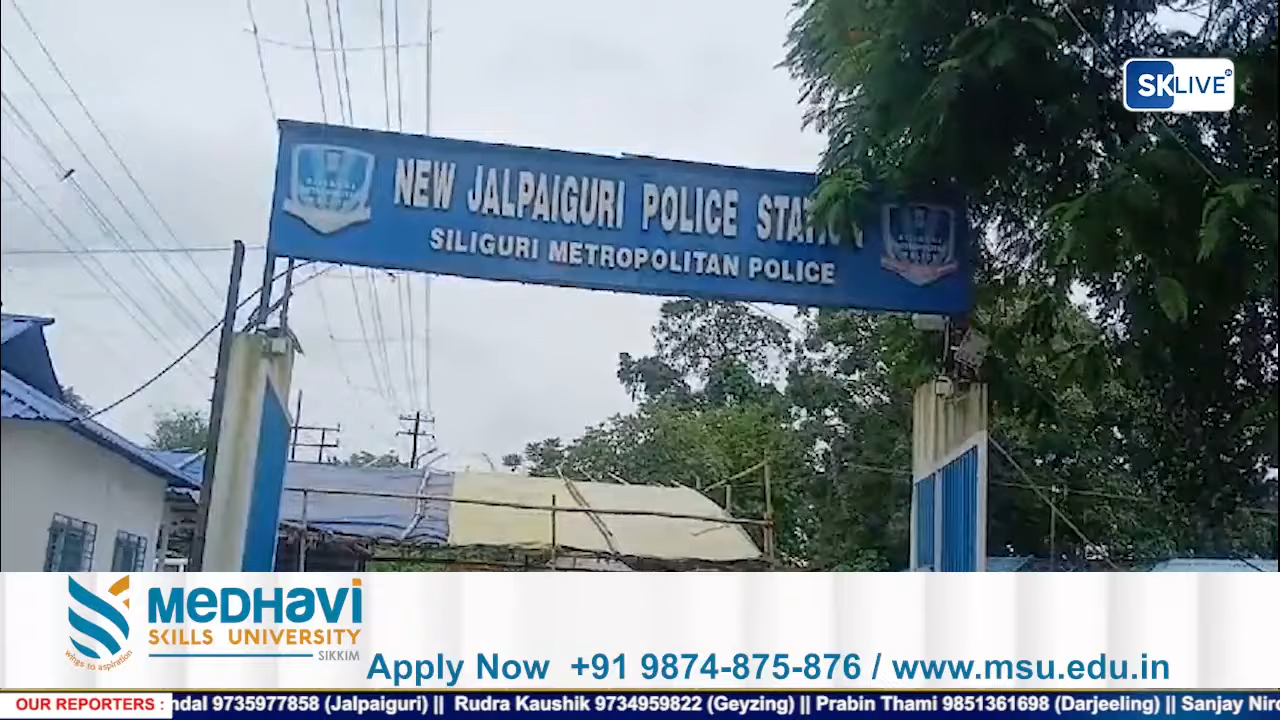 SKLIVE
NEW JALPAIGURI POLICE STATION
SILIGURI METROPOLITAN POLICE
MEDHAVI
SKILLS UNIVERSITY
SIKKIM
wings to aspiration
Apply Now +91 9874-875-876 / www.msu.edu.in
OUR REPORTERS : ndal 9735977858 (Jalpaiguri) || Rudra Kaushik 9734959822 (Geyzing) || Prabin Thami 9851361698 (Darjeeling) || Sanjay Niro